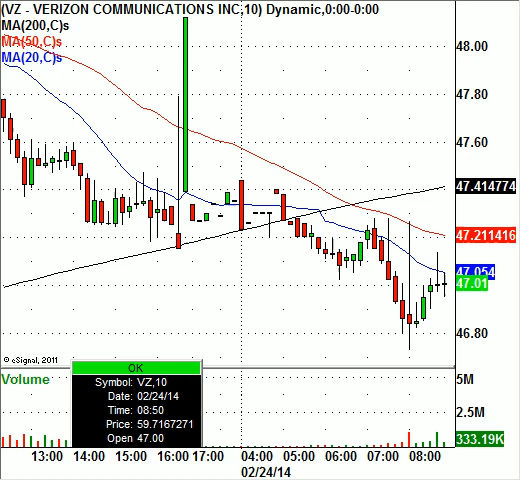 (VZ - VERIZON COMMUNICATIONS INC,10) Dynamic,0:00-0:00
MA(200,C)s
MA(50,C)s
MA(20,C)s
48.00
47.80
47.60
47.414774
47.211416
47.054
47.01
46.80
© eSignal, 2011
Volume
5M
2.5M
333.19K
OK
Symbol: VZ,10
Date: 02/24/14
Time: 08:50
Price: 59.7167271
Open 47.00
13:00 14:00 15:00 16:00 17:00 05:00 06:00 07:00 08:00
02/24/14